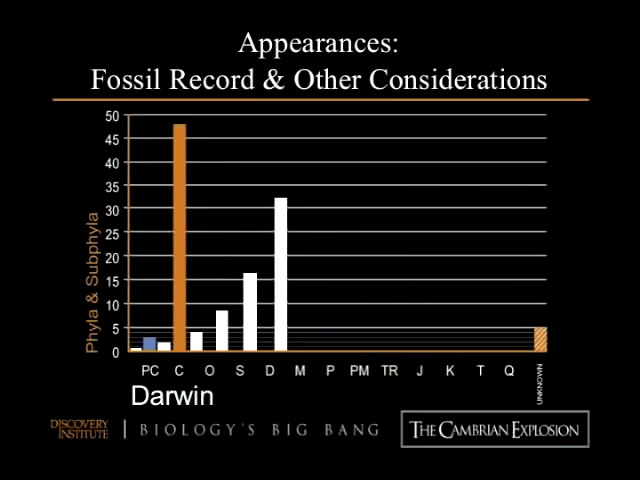 Appearances:
Fossil Record & Other Considerations
Phyla & Subphyla
50
45
40
35
30
25
20
15
10
5
0
PC C O S D M P PM TR J K T Q UNKNOWN
Darwin
DISCOVERY
INSTITUTE
BIOLOGY'S BIG BANG
THE CAMBRIAN EXPLOSION